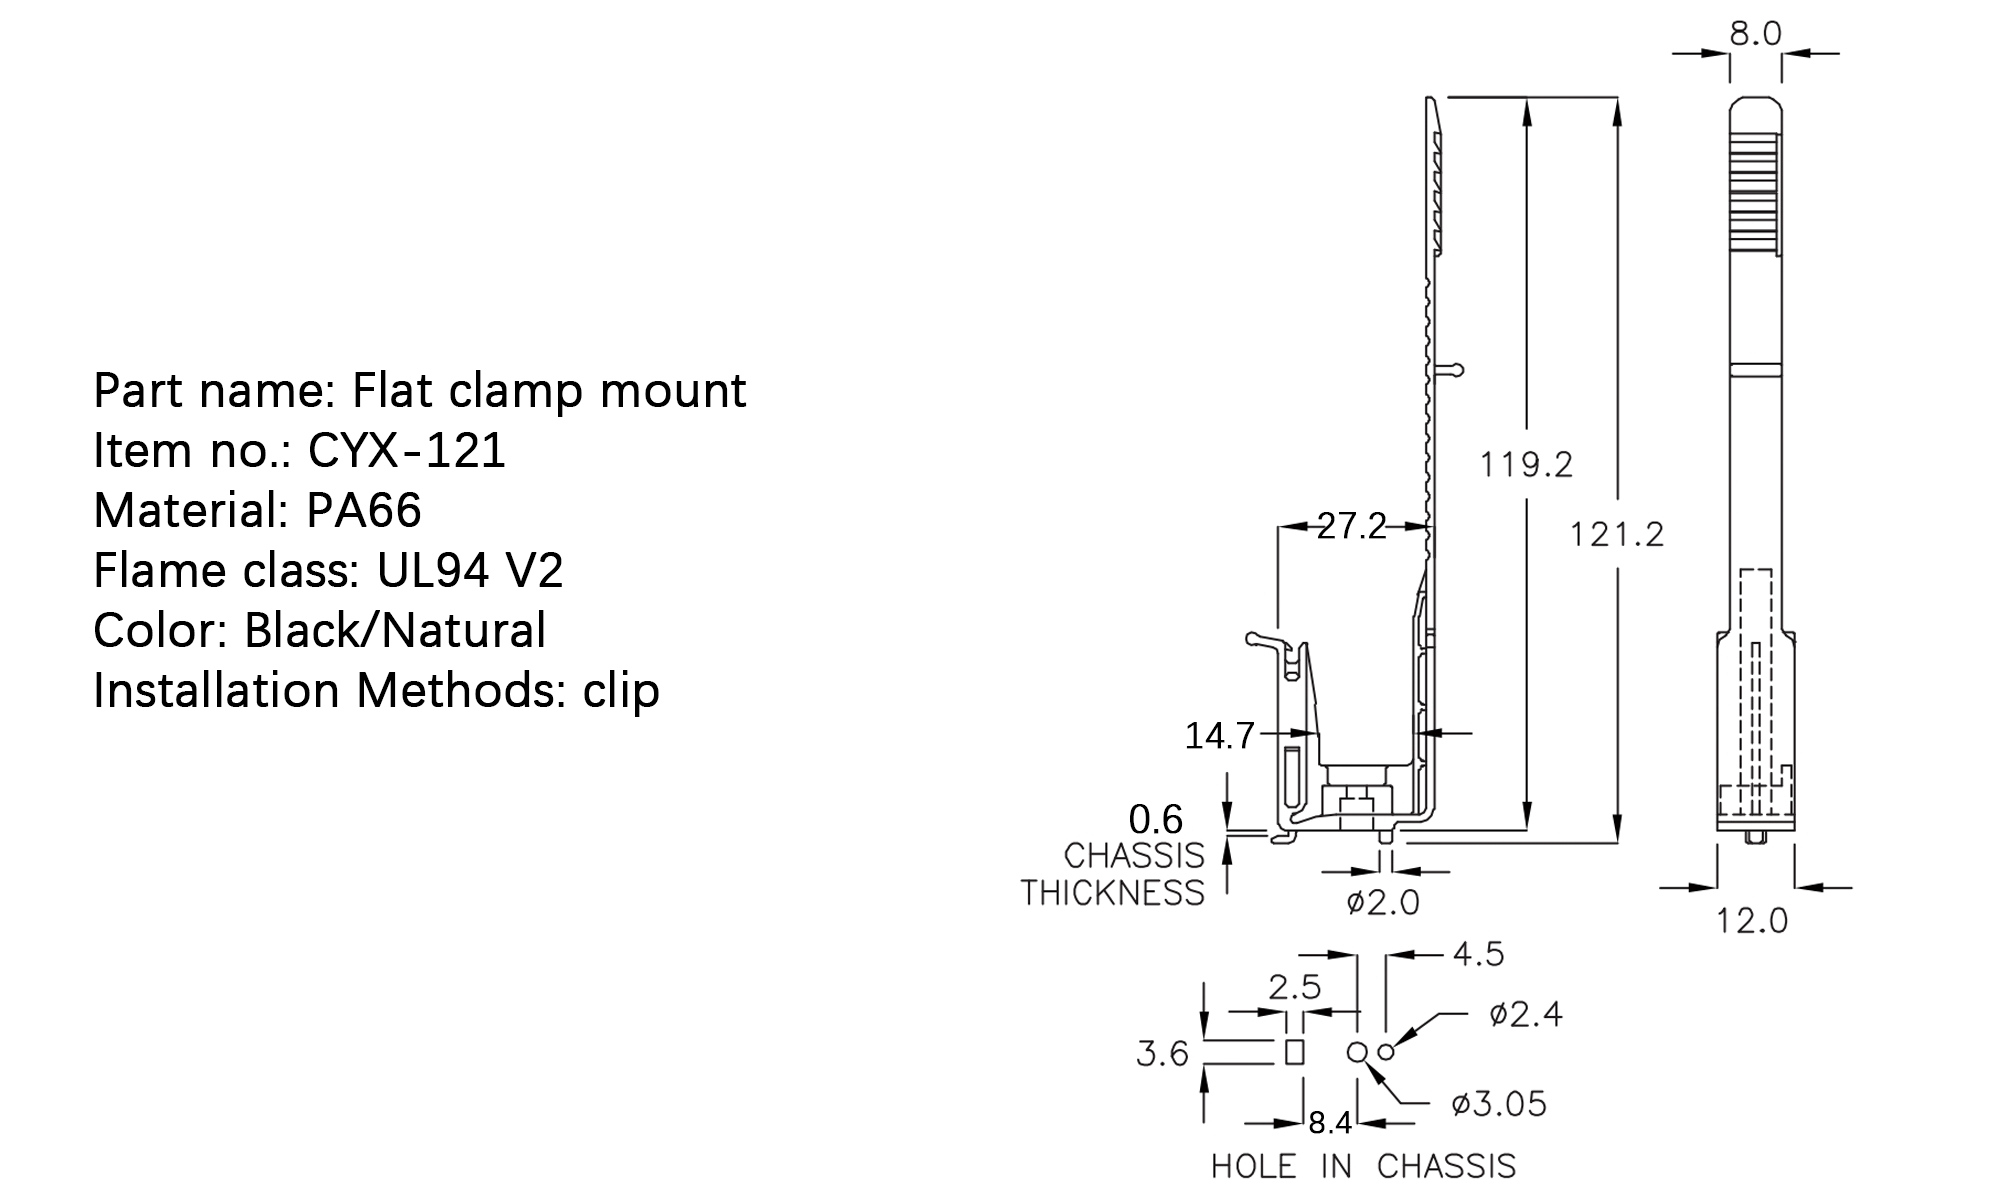 Part name: Flat clamp mount
Item no.: CYX-121
Material: PA66
Flame class: UL94 V2
Color: Black/Natural
Installation Methods: clip
8.0
119.2
27.2
121.2
14.7
0.6
CHASSIS
THICKNESS
ø2.0
12.0
4.5
2.5
ø2.4
3.6
ø3.05
8.4
HOLE IN CHASSIS